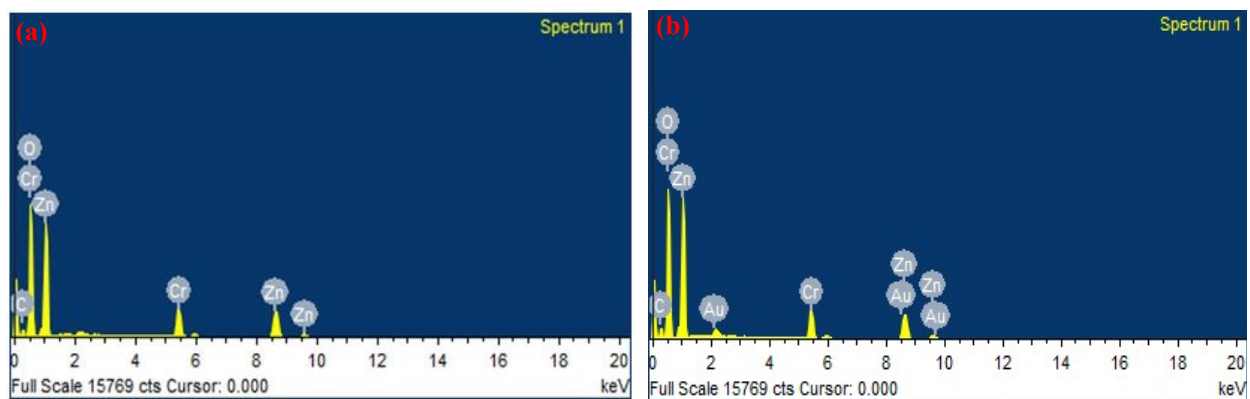 (a)
Spectrum 1
O
Cr
Zn
C
Cr
Zn
Zn
0 2 4 6 8 10 12 14 16 18 20
Full Scale 15769 cts Cursor: 0.000 keV
(b)
Spectrum 1
O
Cr
Zn
C
Au
Cr
Zn
Au
Zn
Au
0 2 4 6 8 10 12 14 16 18 20
Full Scale 15769 cts Cursor: 0.000 keV